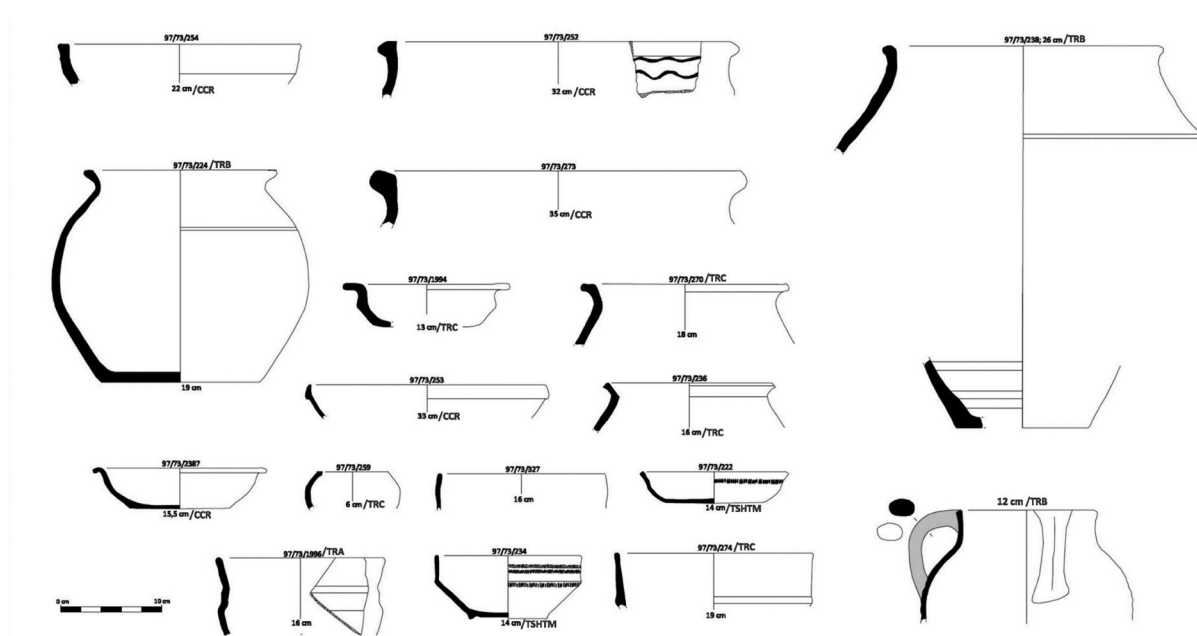 97/73/254
22 cm/CCR
97/73/252
32 cm/CCR
97/73/238; 26 cm/TRB
97/73/224/TRB
19 cm
97/73/273
35 cm/CCR
97/73/1994
13 cm/TRC
97/73/270/TRC
18 cm
97/73/253
33 cm/CCR
97/73/236
16 cm/TRC
97/73/2387
15,5 cm/CCR
97/73/259
6 cm/TRC
97/73/327
16 cm
97/73/222
14 cm/TSHTM
12 cm/TRB
97/73/1996/TRA
16 cm
97/73/234
14 cm/TSHTM
97/73/274/TRC
19 cm
0 cm 10 cm